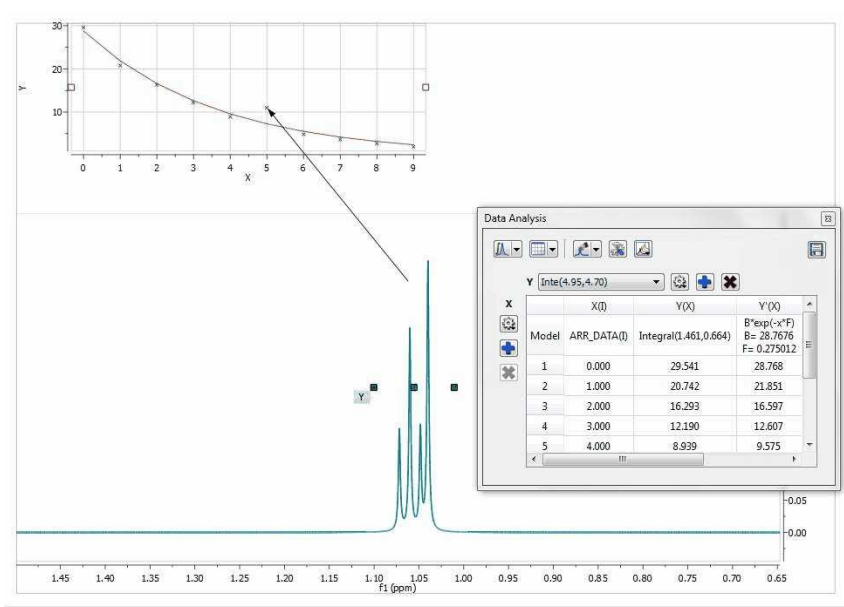 30
20
10
Y
0 1 2 3 4 5 6 7 8 9
X
Data Analysis
Y Inte(4.95,4.70)
X
X(I) Y(X) Y'(X)
Model ARR_DATA(I) Integral(1.461,0.664) B*exp(-x*F)
B= 28.7676
F= 0.275012
1 0.000 29.541 28.768
2 1.000 20.742 21.851
3 2.000 16.293 16.597
4 3.000 12.190 12.607
5 4.000 8.939 9.575
Y
0.05
0.00
1.45 1.40 1.35 1.30 1.25 1.20 1.15 1.10 1.05 1.00 0.95 0.90 0.85 0.80 0.75 0.70 0.65
f1 (ppm)